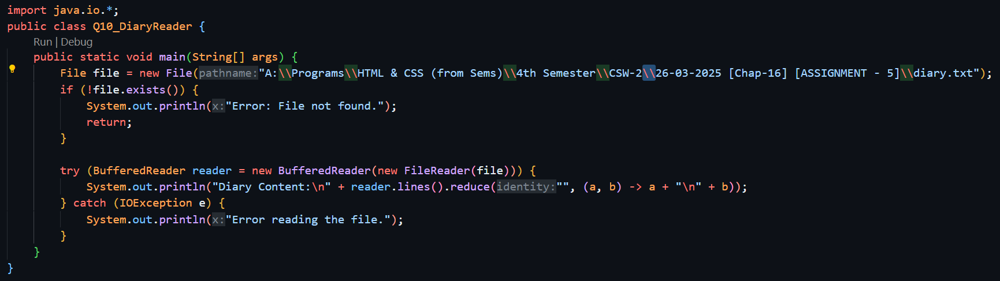 import java.io.*;
public class Q10_DiaryReader {
Run | Debug
public static void main(String[] args) {
File file = new File(pathname:"A:\\Programs\\HTML & CSS (from Sems)\\4th Semester\\CSW-2\\26-03-2025 [Chap-16] [ASSIGNMENT - 5]\\diary.txt");
if (!file.exists()) {
System.out.println(x:"Error: File not found.");
return;
}
try (BufferedReader reader = new BufferedReader(new FileReader(file))) {
System.out.println("Diary Content:\n" + reader.lines().reduce(identity:"", (a, b) -> a + "\n" + b));
} catch (IOException e) {
System.out.println(x:"Error reading the file.");
}
}
}